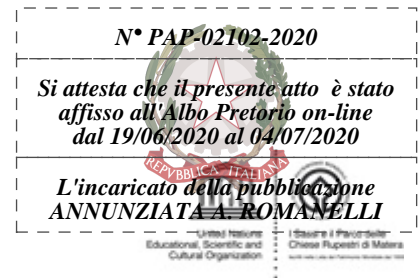 N° PAP-02102-2020
Si attesta che il presente atto è stato
affisso all'Albo Pretorio on-line
dal 19/06/2020 al 04/07/2020
REPVBBLICA ITALIANA
L'incaricato della pubblicazione
ANNUNZIATA A. ROMANELLI
United Nations
Educational, Scientific and
Cultural Organization
I Sassi e il Parco delle
Chiese Rupestri di Matera